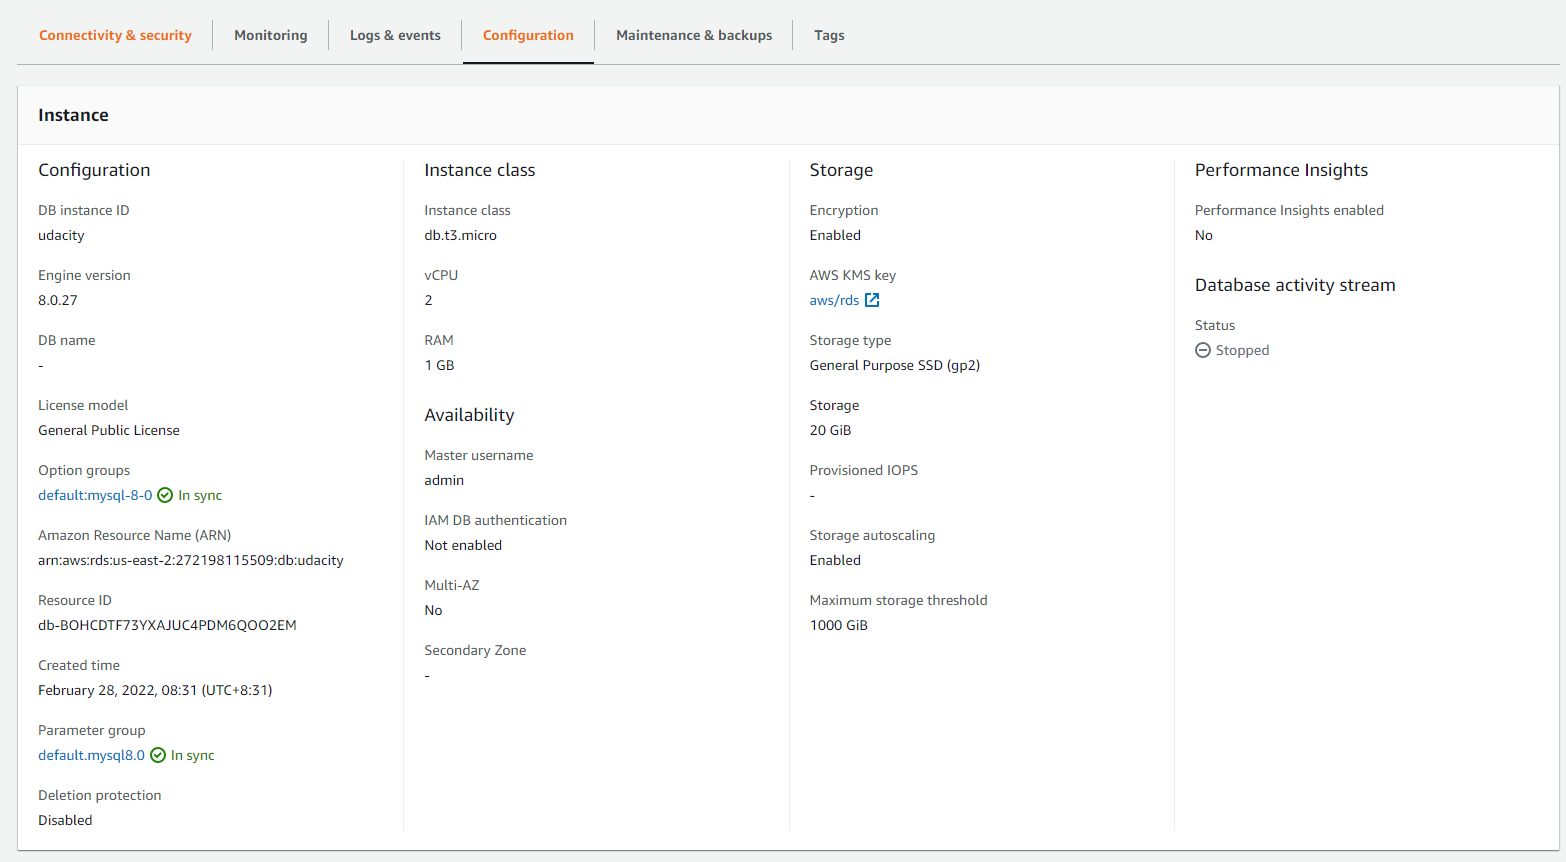 Connectivity & security
Monitoring
Logs & events
Configuration
Maintenance & backups
Tags
Instance
Configuration
DB instance ID
udacity
Engine version
8.0.27
DB name
-
License model
General Public License
Option groups
default:mysql-8-0 In sync
Amazon Resource Name (ARN)
arn:aws:rds:us-east-2:272198115509:db:udacity
Resource ID
db-BOHCDTF73YXAJUC4PDM6QOO2EM
Created time
February 28, 2022, 08:31 (UTC+8:31)
Parameter group
default.mysql8.0 In sync
Deletion protection
Disabled
Instance class
Instance class
db.t3.micro
vCPU
2
RAM
1 GB
Availability
Master username
admin
IAM DB authentication
Not enabled
Multi-AZ
No
Secondary Zone
-
Storage
Encryption
Enabled
AWS KMS key
aws/rds
Storage type
General Purpose SSD (gp2)
Storage
20 GiB
Provisioned IOPS
-
Storage autoscaling
Enabled
Maximum storage threshold
1000 GiB
Performance Insights
Performance Insights enabled
No
Database activity stream
Status
Stopped